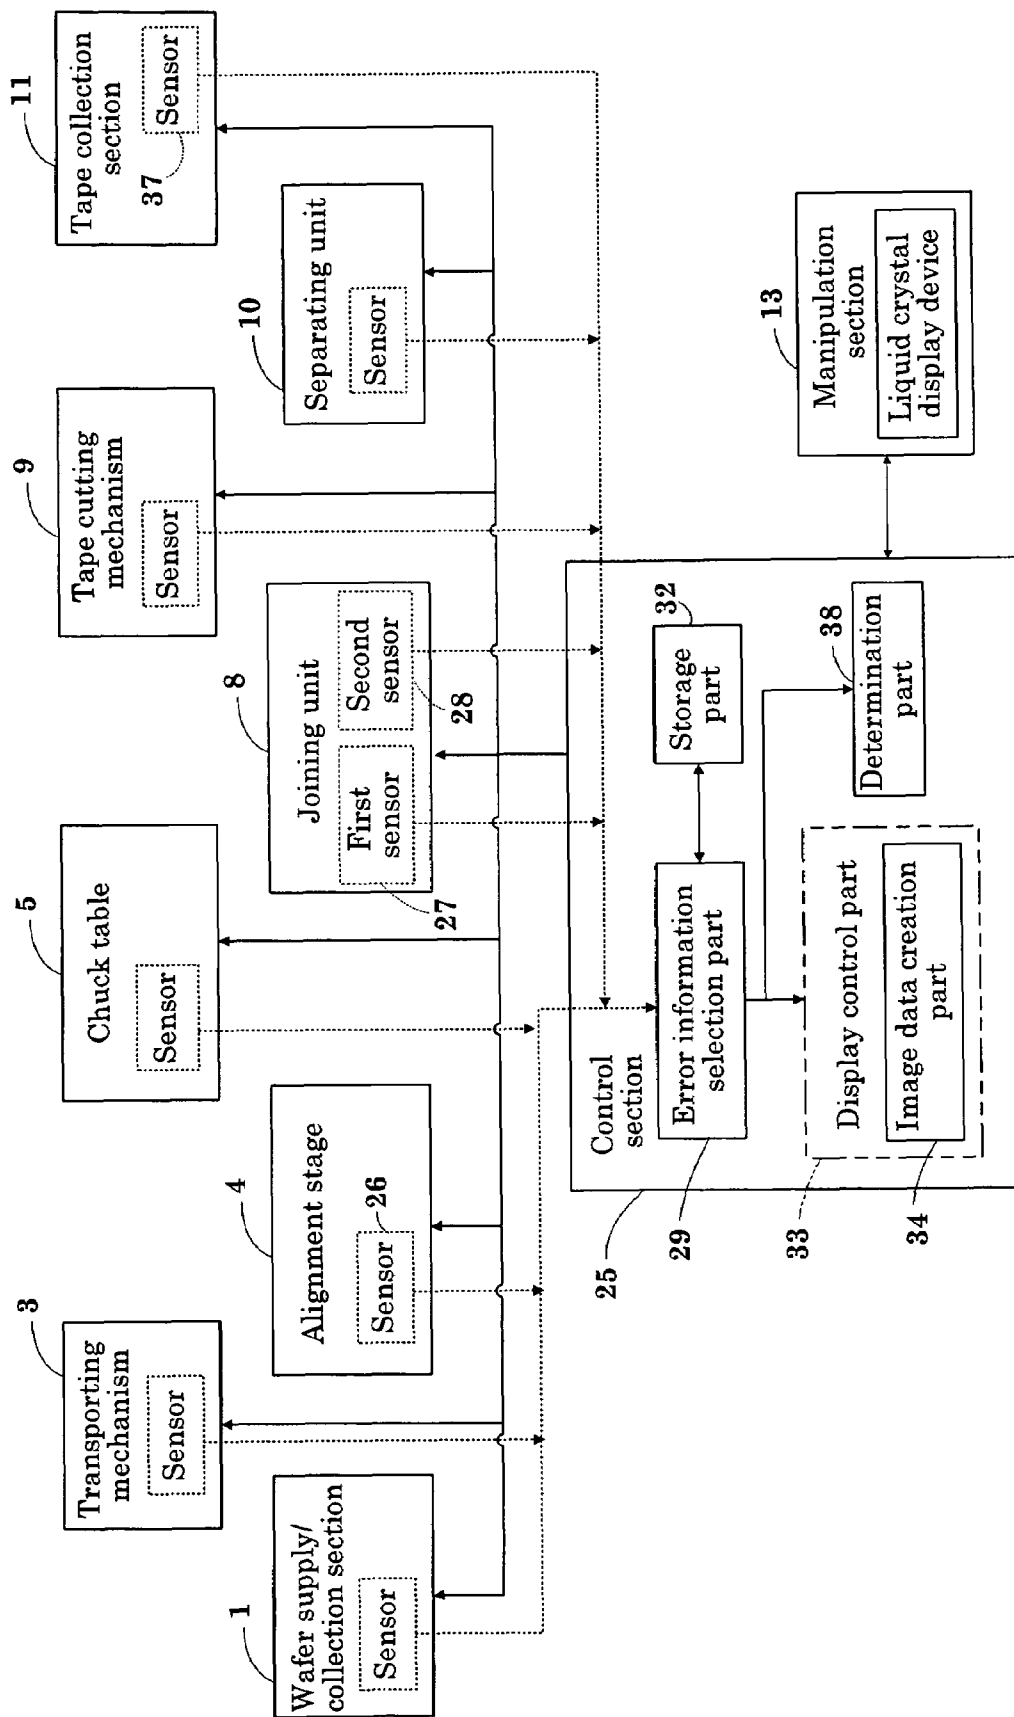 1
Wafer supply/
collection section
Sensor
3
Transporting
mechanism
Sensor
4
Alignment stage
Sensor
26
5
Chuck table
Sensor
8
Joining unit
First
sensor
27
Second
sensor
28
9
Tape cutting
mechanism
Sensor
10
Separating unit
Sensor
11
Tape collection
section
Sensor
37
25
Control
section
29
Error information
selection part
32
Storage
part
33
Display control part
34
Image data creation
part
38
Determination
part
13
Manipulation
section
Liquid crystal
display device